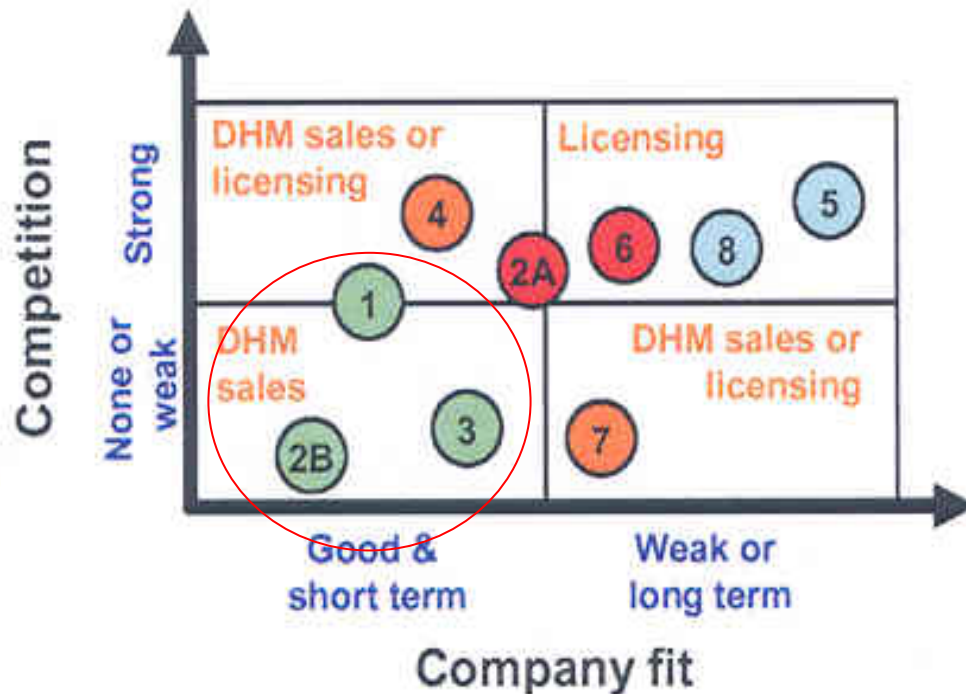 Competition
Strong
None or
weak
DHM sales or
licensing
Licensing
4
5
6
8
2A
1
DHM
sales
DHM sales or
licensing
3
7
2B
Good &
short term
Weak or
long term
Company fit